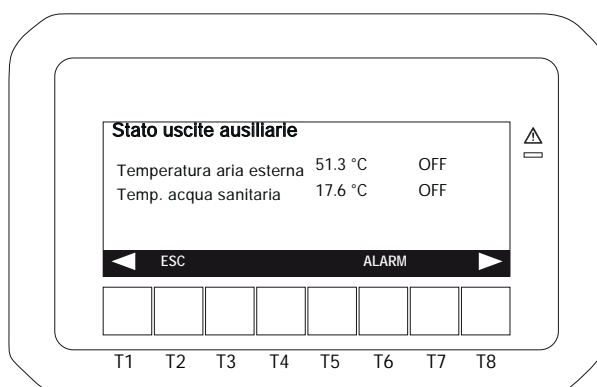 Stato uscite ausiliarie
Temperatura aria esterna 51.3 °C OFF
Temp. acqua sanitaria 17.6 °C OFF
ESC ALARM
T1 T2 T3 T4 T5 T6 T7 T8